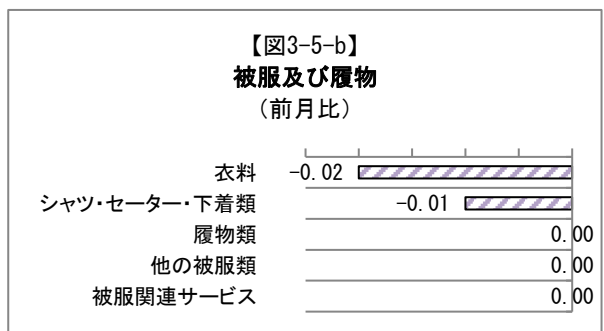 【図3-5-b】
被服及び履物
（前月比）
衣料 -0.02
シャツ・セーター・下着類 -0.01
履物類 0.00
他の被服類 0.00
被服関連サービス 0.00